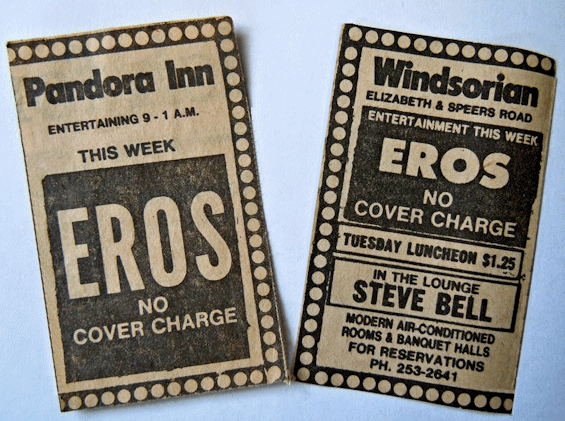 Pandora Inn
ENTERTAINING 9 - 1 A.M.
THIS WEEK
EROS
NO
COVER CHARGE
Windsorian
ELIZABETH & SPEERS ROAD
ENTERTAINMENT THIS WEEK
EROS
NO
COVER CHARGE
TUESDAY LUNCHEON $1.25
IN THE LOUNGE
STEVE BELL
MODERN AIR-CONDITIONED
ROOMS & BANQUET HALLS
FOR RESERVATIONS
PH. 253-2641